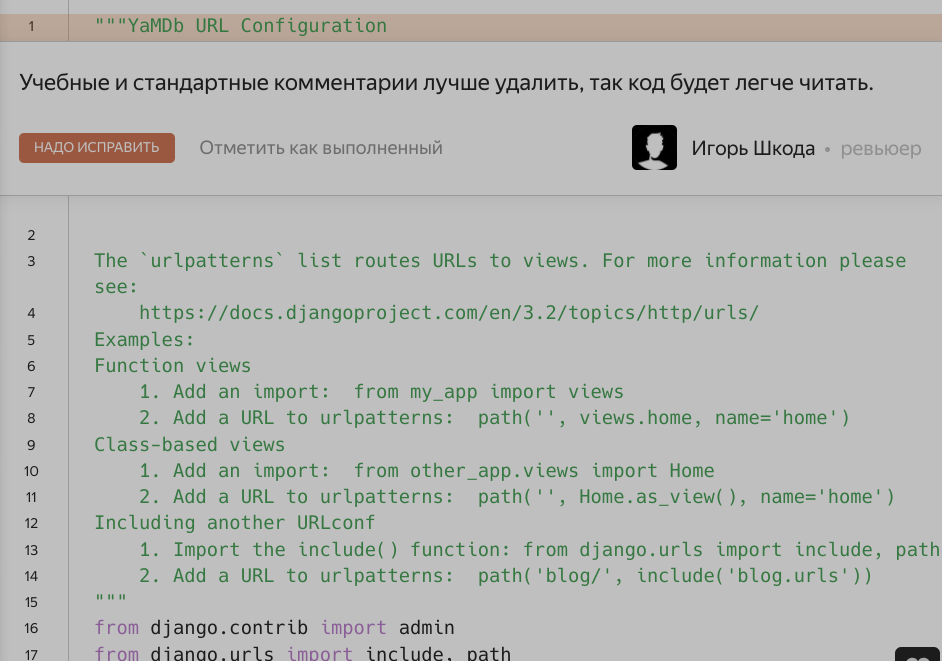 1 """YaMDb URL Configuration
Учебные и стандартные комментарии лучше удалить, так код будет легче читать.
НАДО ИСПРАВИТЬ Отметить как выполненный Игорь Шкода • ревьюер
2
3 The `urlpatterns` list routes URLs to views. For more information please
see:
4 https://docs.djangoproject.com/en/3.2/topics/http/urls/
5 Examples:
6 Function views
7 1. Add an import:  from my_app import views
8 2. Add a URL to urlpatterns:  path('', views.home, name='home')
9 Class-based views
10 1. Add an import:  from other_app.views import Home
11 2. Add a URL to urlpatterns:  path('', Home.as_view(), name='home')
12 Including another URLconf
13 1. Import the include() function: from django.urls import include, path
14 2. Add a URL to urlpatterns:  path('blog/', include('blog.urls'))
15 """
16 from django.contrib import admin
17 from django.urls import include, path